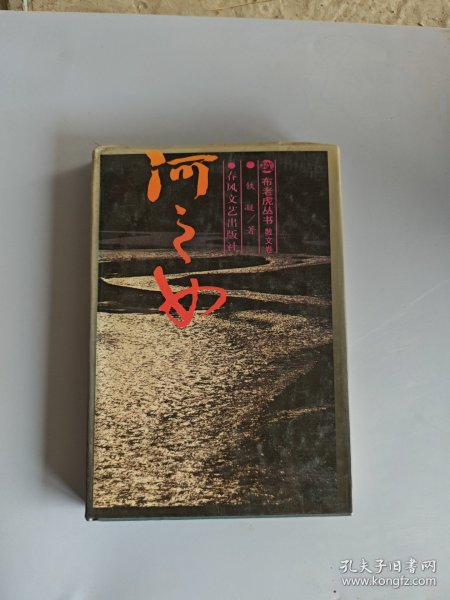 河之女
布老虎丛书 散文卷
●铁凝/著
●春风文艺出版社
孔夫子旧书网
www.kongfz.com